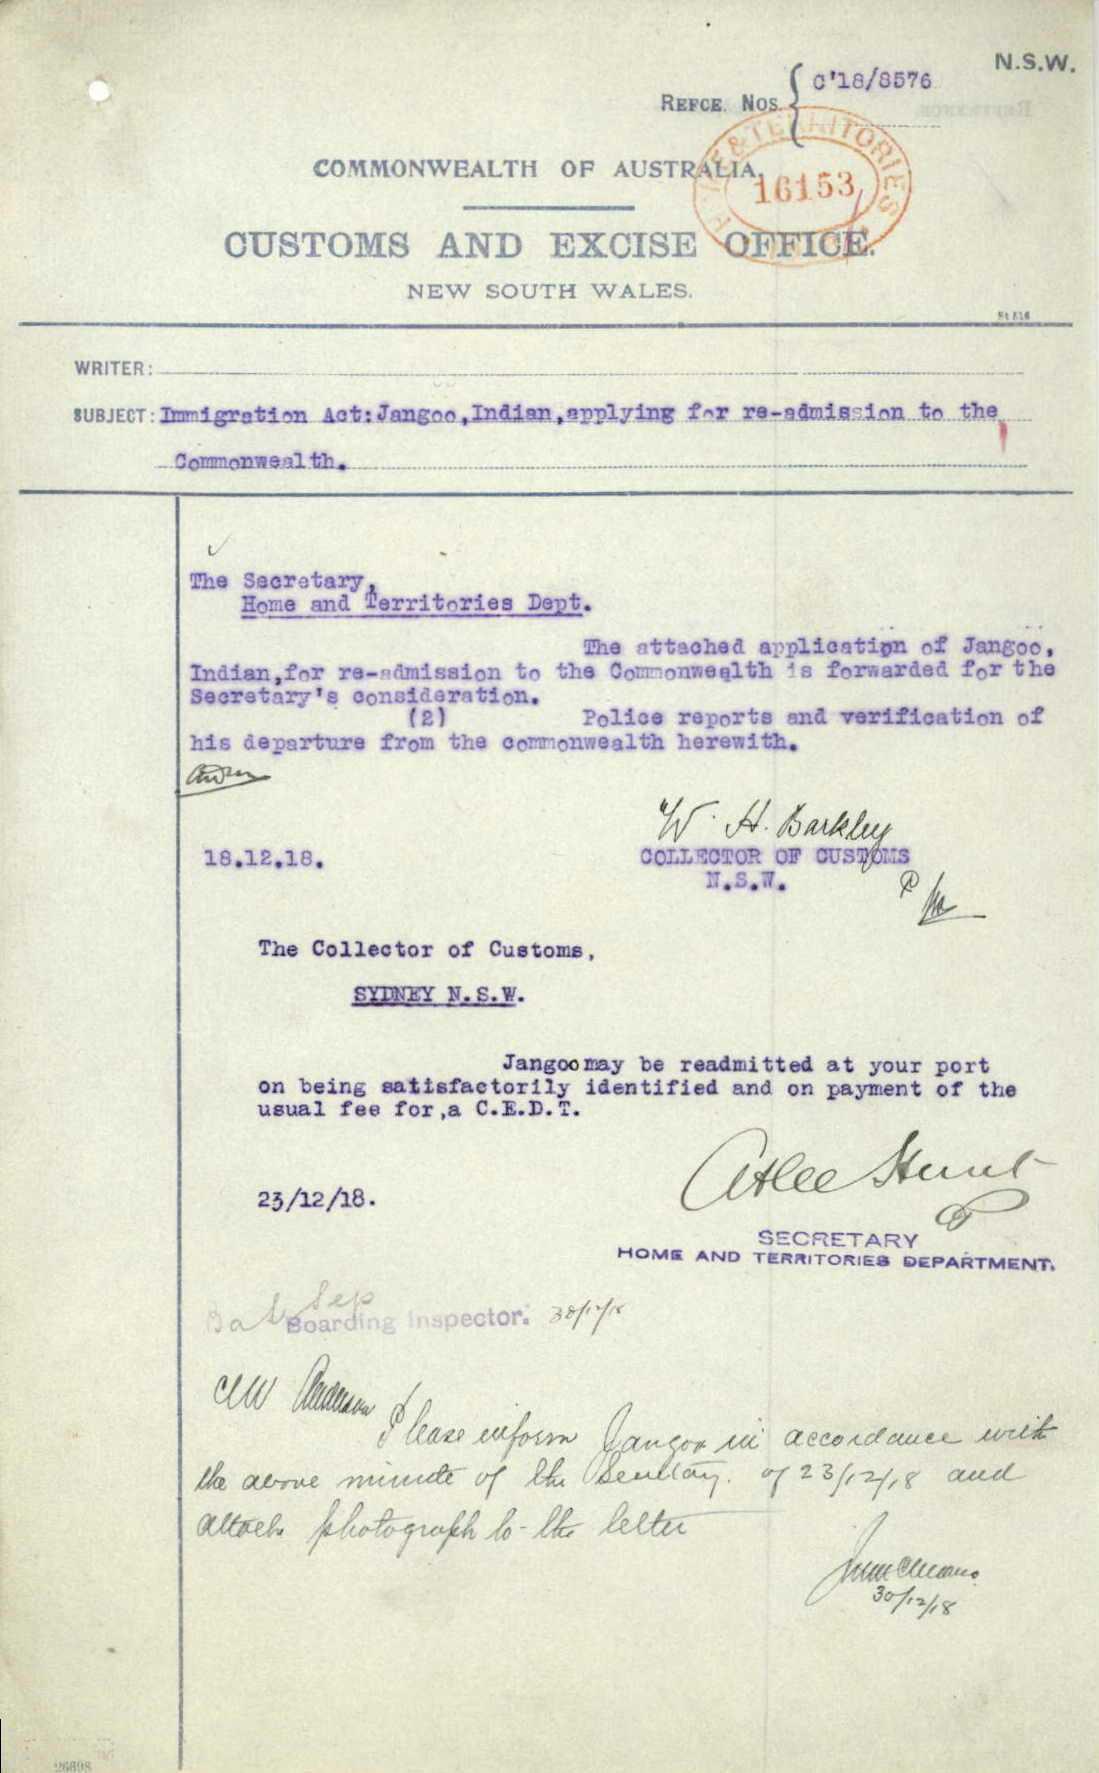 N.S.W.
C'18/8576
REFCE. NOS.
COMMONWEALTH OF AUSTRALIA.
& TERRITORIES
16153
CUSTOMS AND EXCISE OFFICE.
NEW SOUTH WALES.
WRITER:
SUBJECT: Immigration Act:Jangoo,Indian,applying for re-admission to the
Commonwealth.
The Secretary,
Home and Territories Dept.
The attached application of Jangoo,
Indian,for re-admission to the Commonwealth is forwarded for the
Secretary's consideration.
(2) Police reports and verification of
his departure from the commonwealth herewith.
W. H. Barkley
18.12.18.
COLLECTOR OF CUSTOMS
N.S.W.
The Collector of Customs,
SYDNEY N.S.W.
Jangoo may be readmitted at your port
on being satisfactorily identified and on payment of the
usual fee for,a C.E.D.T.
Atlee Hunt
23/12/18.
SECRETARY
HOME AND TERRITORIES DEPARTMENT.
Boarding Inspector. 30/12/18
Anderson
Please inform Jangoo in accordance with
the above minute of the Secretary. of 23/12/18 and
attach photograph to the letter
30/12/18
26898